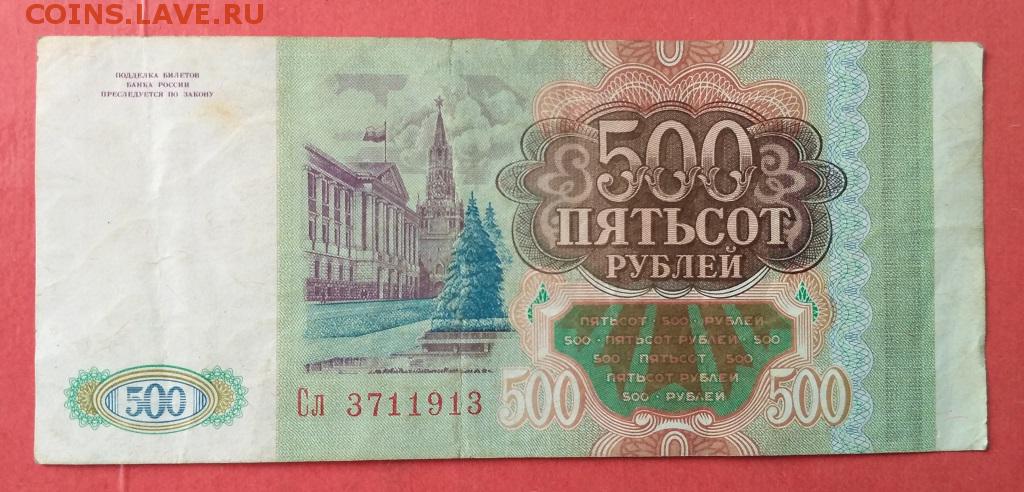 COINS.LAVE.RU
ПОДДЕЛКА БИЛЕТОВ
БАНКА РОССИИ
ПРЕСЛЕДУЕТСЯ ПО ЗАКОНУ
500
ПЯТЬСОТ
РУБЛЕЙ
ПЯТЬСОТ 500 РУБЛЕЙ
500 · ПЯТЬСОТ РУБЛЕЙ · 500
500 ПЯТЬСОТ 500
ПЯТЬСОТ РУБЛЕЙ
500 · РУБЛЕЙ
500
Сл 3711913
500
500